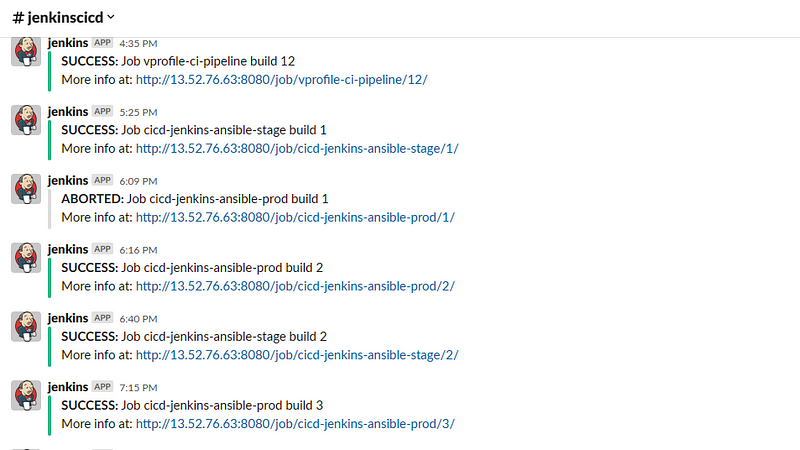 # jenkinscicd
jenkins APP 4:35 PM
SUCCESS: Job vprofile-ci-pipeline build 12
More info at: http://13.52.76.63:8080/job/vprofile-ci-pipeline/12/
jenkins APP 5:25 PM
SUCCESS: Job cicd-jenkins-ansible-stage build 1
More info at: http://13.52.76.63:8080/job/cicd-jenkins-ansible-stage/1/
jenkins APP 6:09 PM
ABORTED: Job cicd-jenkins-ansible-prod build 1
More info at: http://13.52.76.63:8080/job/cicd-jenkins-ansible-prod/1/
jenkins APP 6:16 PM
SUCCESS: Job cicd-jenkins-ansible-prod build 2
More info at: http://13.52.76.63:8080/job/cicd-jenkins-ansible-prod/2/
jenkins APP 6:40 PM
SUCCESS: Job cicd-jenkins-ansible-stage build 2
More info at: http://13.52.76.63:8080/job/cicd-jenkins-ansible-stage/2/
jenkins APP 7:15 PM
SUCCESS: Job cicd-jenkins-ansible-prod build 3
More info at: http://13.52.76.63:8080/job/cicd-jenkins-ansible-prod/3/